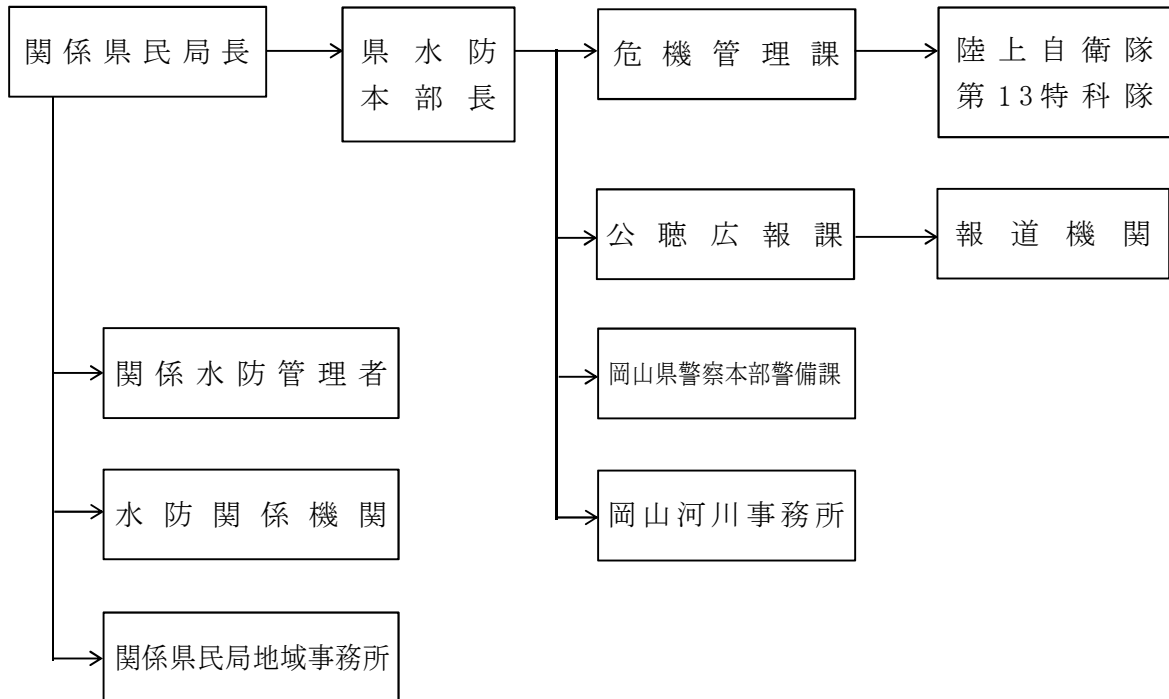 関係県民局長
県水防
本部長
危機管理課
陸上自衛隊
第13特科隊
公聴広報課
報道機関
関係水防管理者
岡山県警察本部警備課
水防関係機関
岡山河川事務所
関係県民局地域事務所